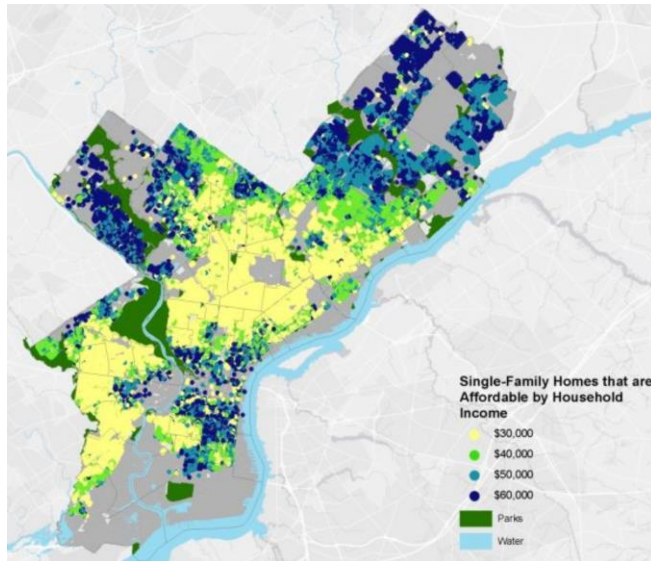 Single-Family Homes that are
Affordable by Household
Income
$30,000
$40,000
$50,000
$60,000
Parks
Water